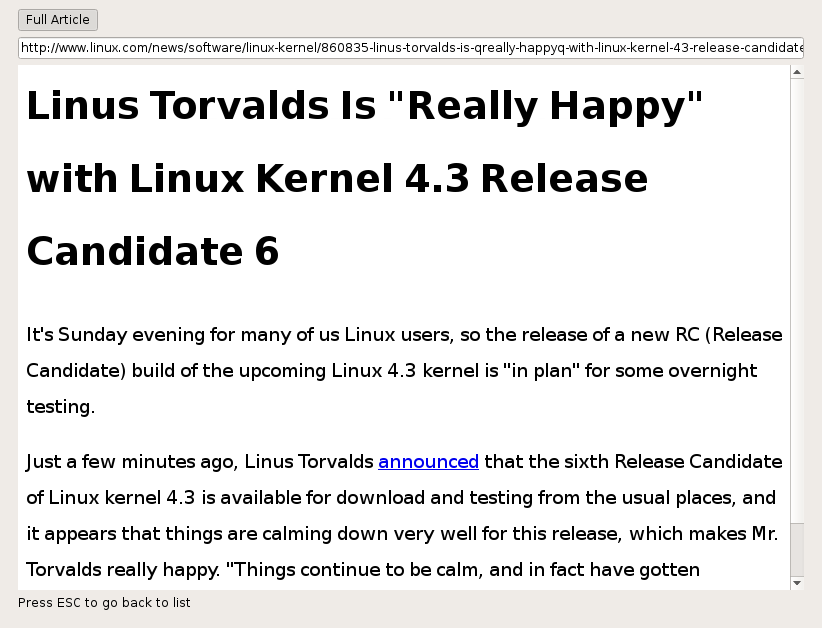 Full Article
http://www.linux.com/news/software/linux-kernel/860835-linus-torvalds-is-qreally-happyq-with-linux-kernel-43-release-candidate
Linus Torvalds Is "Really Happy"
with Linux Kernel 4.3 Release
Candidate 6
It's Sunday evening for many of us Linux users, so the release of a new RC (Release
Candidate) build of the upcoming Linux 4.3 kernel is "in plan" for some overnight
testing.
Just a few minutes ago, Linus Torvalds announced that the sixth Release Candidate
of Linux kernel 4.3 is available for download and testing from the usual places, and
it appears that things are calming down very well for this release, which makes Mr.
Torvalds really happy. "Things continue to be calm, and in fact have gotten
Press ESC to go back to list